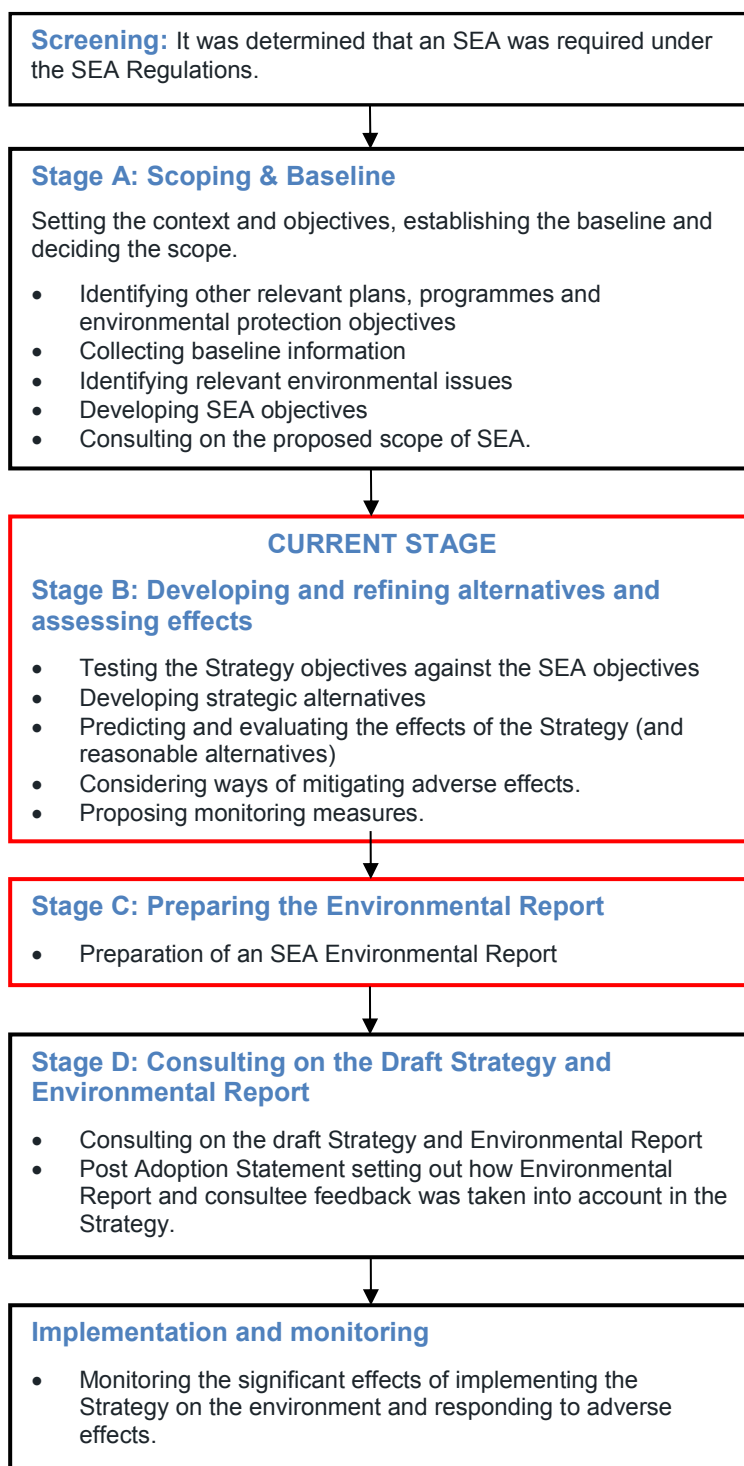 Screening: It was determined that an SEA was required under
the SEA Regulations.
Stage A: Scoping & Baseline
Setting the context and objectives, establishing the baseline and
deciding the scope.
• Identifying other relevant plans, programmes and
environmental protection objectives
• Collecting baseline information
• Identifying relevant environmental issues
• Developing SEA objectives
• Consulting on the proposed scope of SEA.
CURRENT STAGE
Stage B: Developing and refining alternatives and
assessing effects
• Testing the Strategy objectives against the SEA objectives
• Developing strategic alternatives
• Predicting and evaluating the effects of the Strategy (and
reasonable alternatives)
• Considering ways of mitigating adverse effects.
• Proposing monitoring measures.
Stage C: Preparing the Environmental Report
• Preparation of an SEA Environmental Report
Stage D: Consulting on the Draft Strategy and
Environmental Report
• Consulting on the draft Strategy and Environmental Report
• Post Adoption Statement setting out how Environmental
Report and consultee feedback was taken into account in the
Strategy.
Implementation and monitoring
• Monitoring the significant effects of implementing the
Strategy on the environment and responding to adverse
effects.